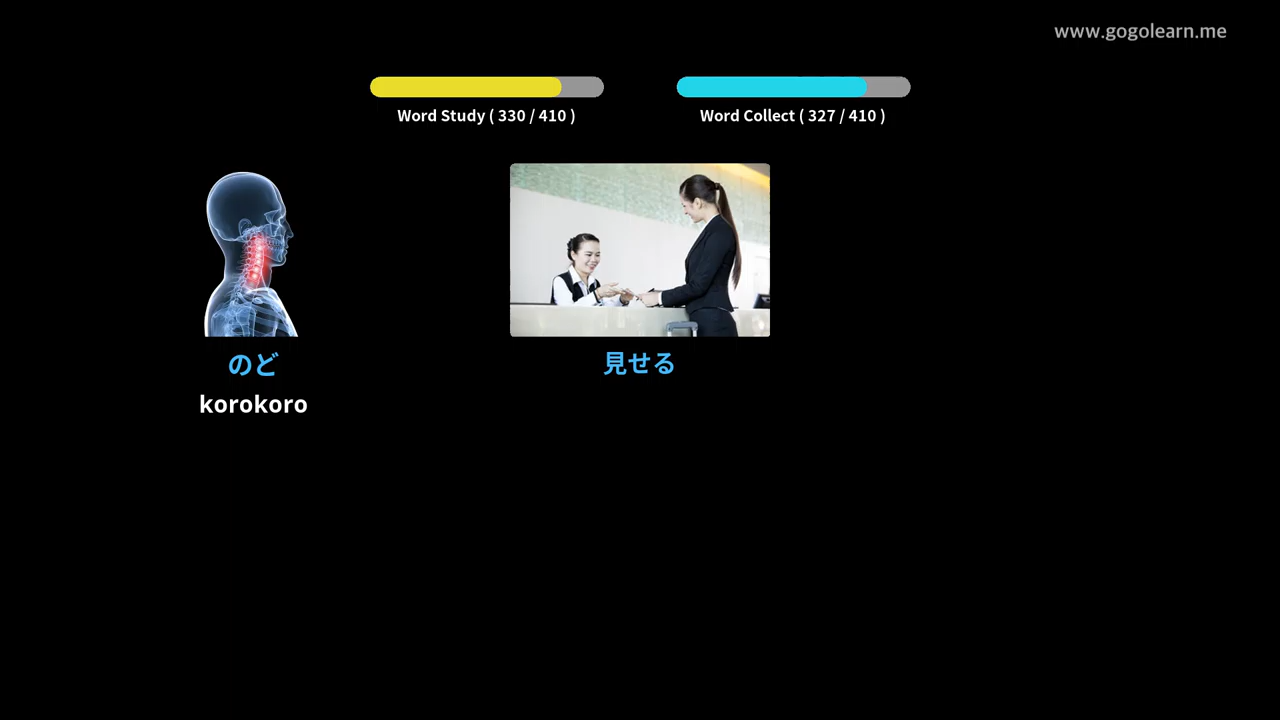 www.gogolearn.me
Word Study ( 330 / 410 )
Word Collect ( 327 / 410 )
のど
見せる
korokoro